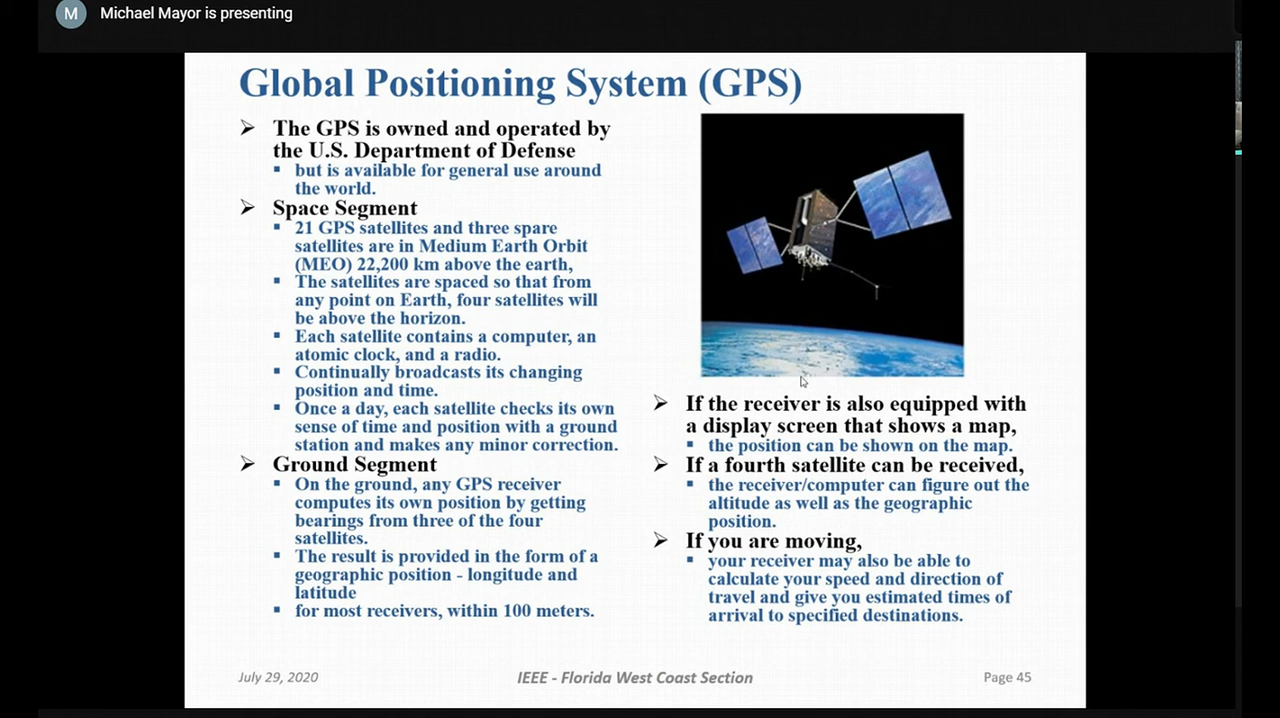 M
Michael Mayor is presenting
Global Positioning System (GPS)
➢ The GPS is owned and operated by
the U.S. Department of Defense
▪ but is available for general use around
the world.
➢ Space Segment
▪ 21 GPS satellites and three spare
satellites are in Medium Earth Orbit
(MEO) 22,200 km above the earth,
▪ The satellites are spaced so that from
any point on Earth, four satellites will
be above the horizon.
▪ Each satellite contains a computer, an
atomic clock, and a radio.
▪ Continually broadcasts its changing
position and time.
▪ Once a day, each satellite checks its own
sense of time and position with a ground
station and makes any minor correction.
➢ Ground Segment
▪ On the ground, any GPS receiver
computes its own position by getting
bearings from three of the four
satellites.
▪ The result is provided in the form of a
geographic position - longitude and
latitude
▪ for most receivers, within 100 meters.
➢ If the receiver is also equipped with
a display screen that shows a map,
▪ the position can be shown on the map.
➢ If a fourth satellite can be received,
▪ the receiver/computer can figure out the
altitude as well as the geographic
position.
➢ If you are moving,
▪ your receiver may also be able to
calculate your speed and direction of
travel and give you estimated times of
arrival to specified destinations.
July 29, 2020
IEEE - Florida West Coast Section
Page 45